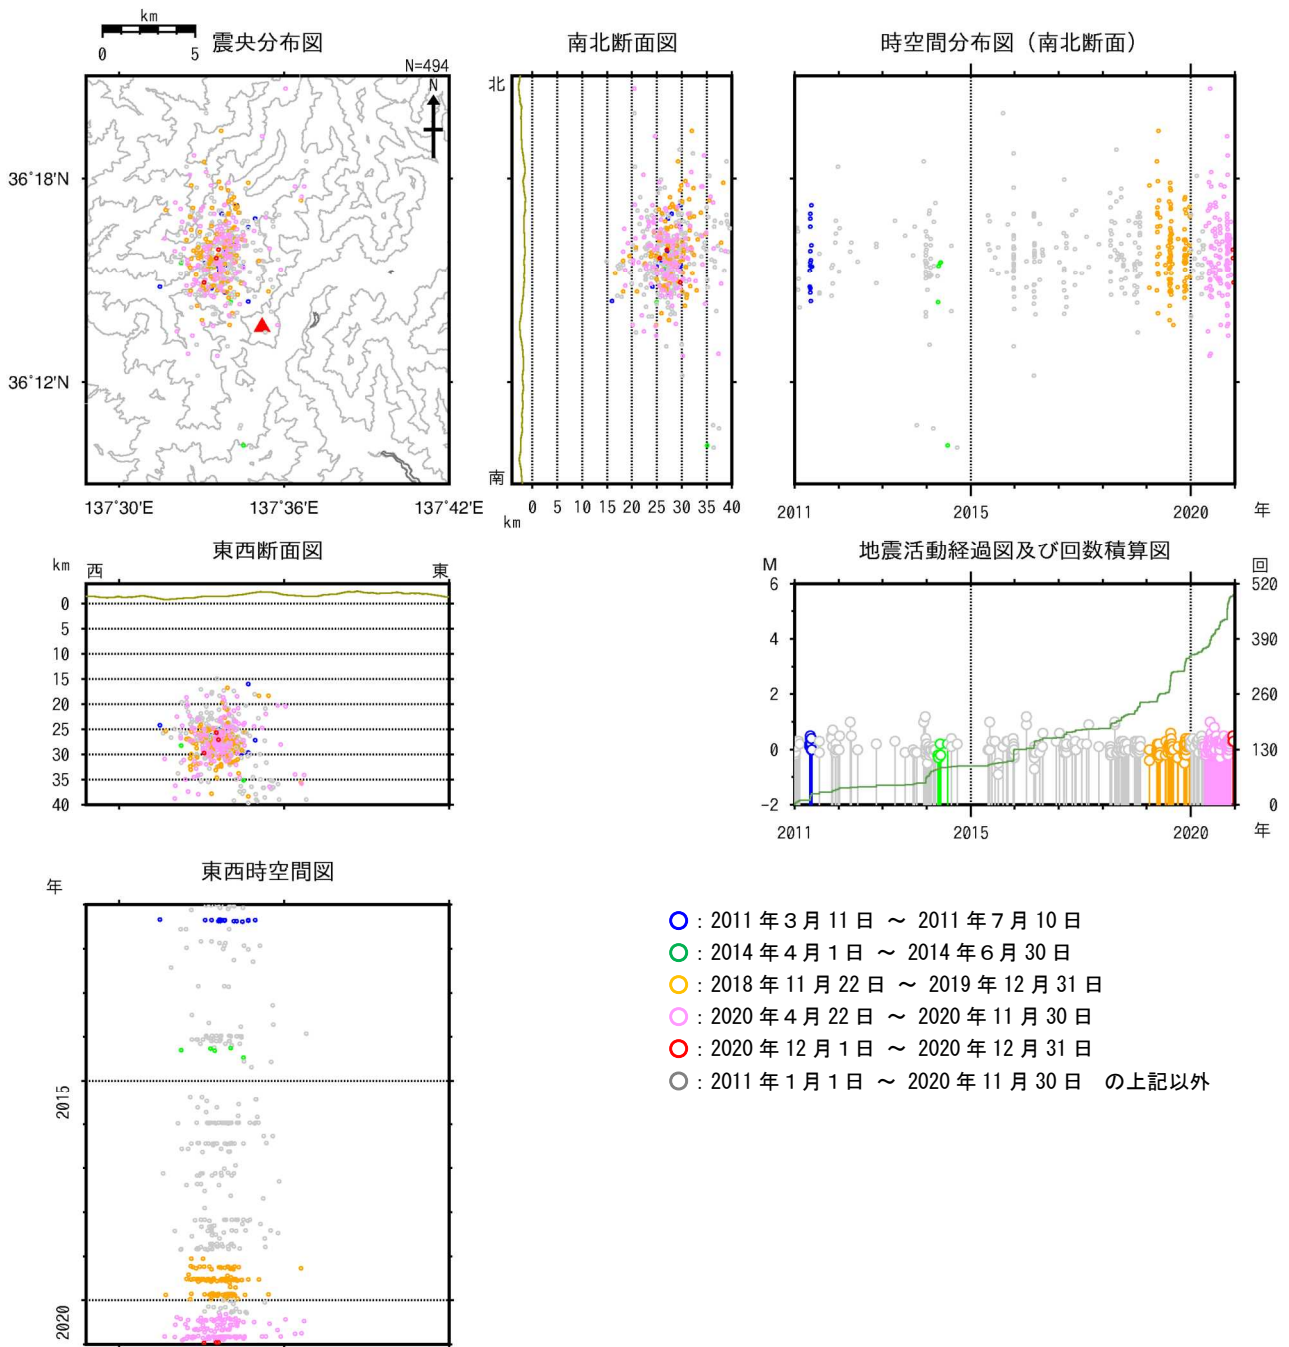 km
0 5
震央分布図
N=494
N
36°18'N
36°12'N
137°30'E 137°36'E 137°42'E
南北断面図
北
南
0 5 10 15 20 25 30 35 40
km
時空間分布図（南北断面）
2011 2015 2020 年
東西断面図
km
西 東
0
5
10
15
20
25
30
35
40
地震活動経過図及び回数積算図
M 回
6 520
4 390
2 260
0 130
-2 0
2011 2015 2020 年
東西時空間図
年
2015
2020
：2011年３月11日 ～ 2011年７月10日
：2014年４月１日 ～ 2014年６月30日
：2018年11月22日 ～ 2019年12月31日
：2020年４月22日 ～ 2020年11月30日
：2020年12月１日 ～ 2020年12月31日
：2011年１月１日 ～ 2020年11月30日 の上記以外